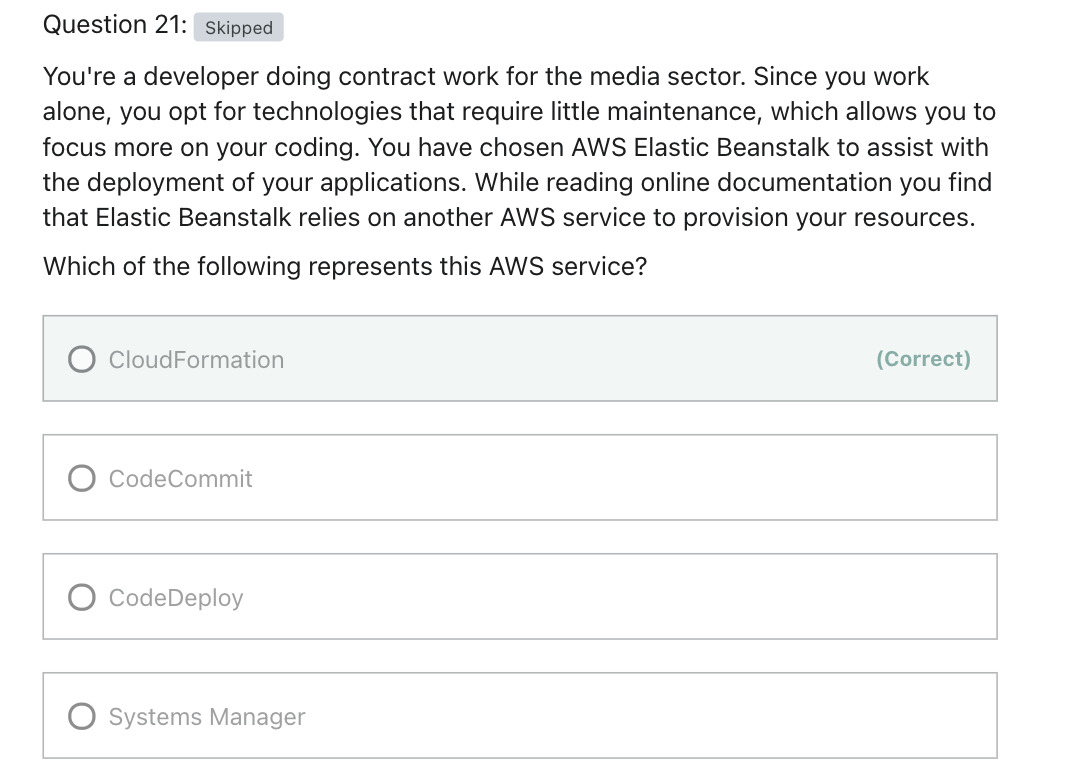 Question 21: Skipped
You're a developer doing contract work for the media sector. Since you work
alone, you opt for technologies that require little maintenance, which allows you to
focus more on your coding. You have chosen AWS Elastic Beanstalk to assist with
the deployment of your applications. While reading online documentation you find
that Elastic Beanstalk relies on another AWS service to provision your resources.
Which of the following represents this AWS service?
CloudFormation (Correct)
CodeCommit
CodeDeploy
Systems Manager